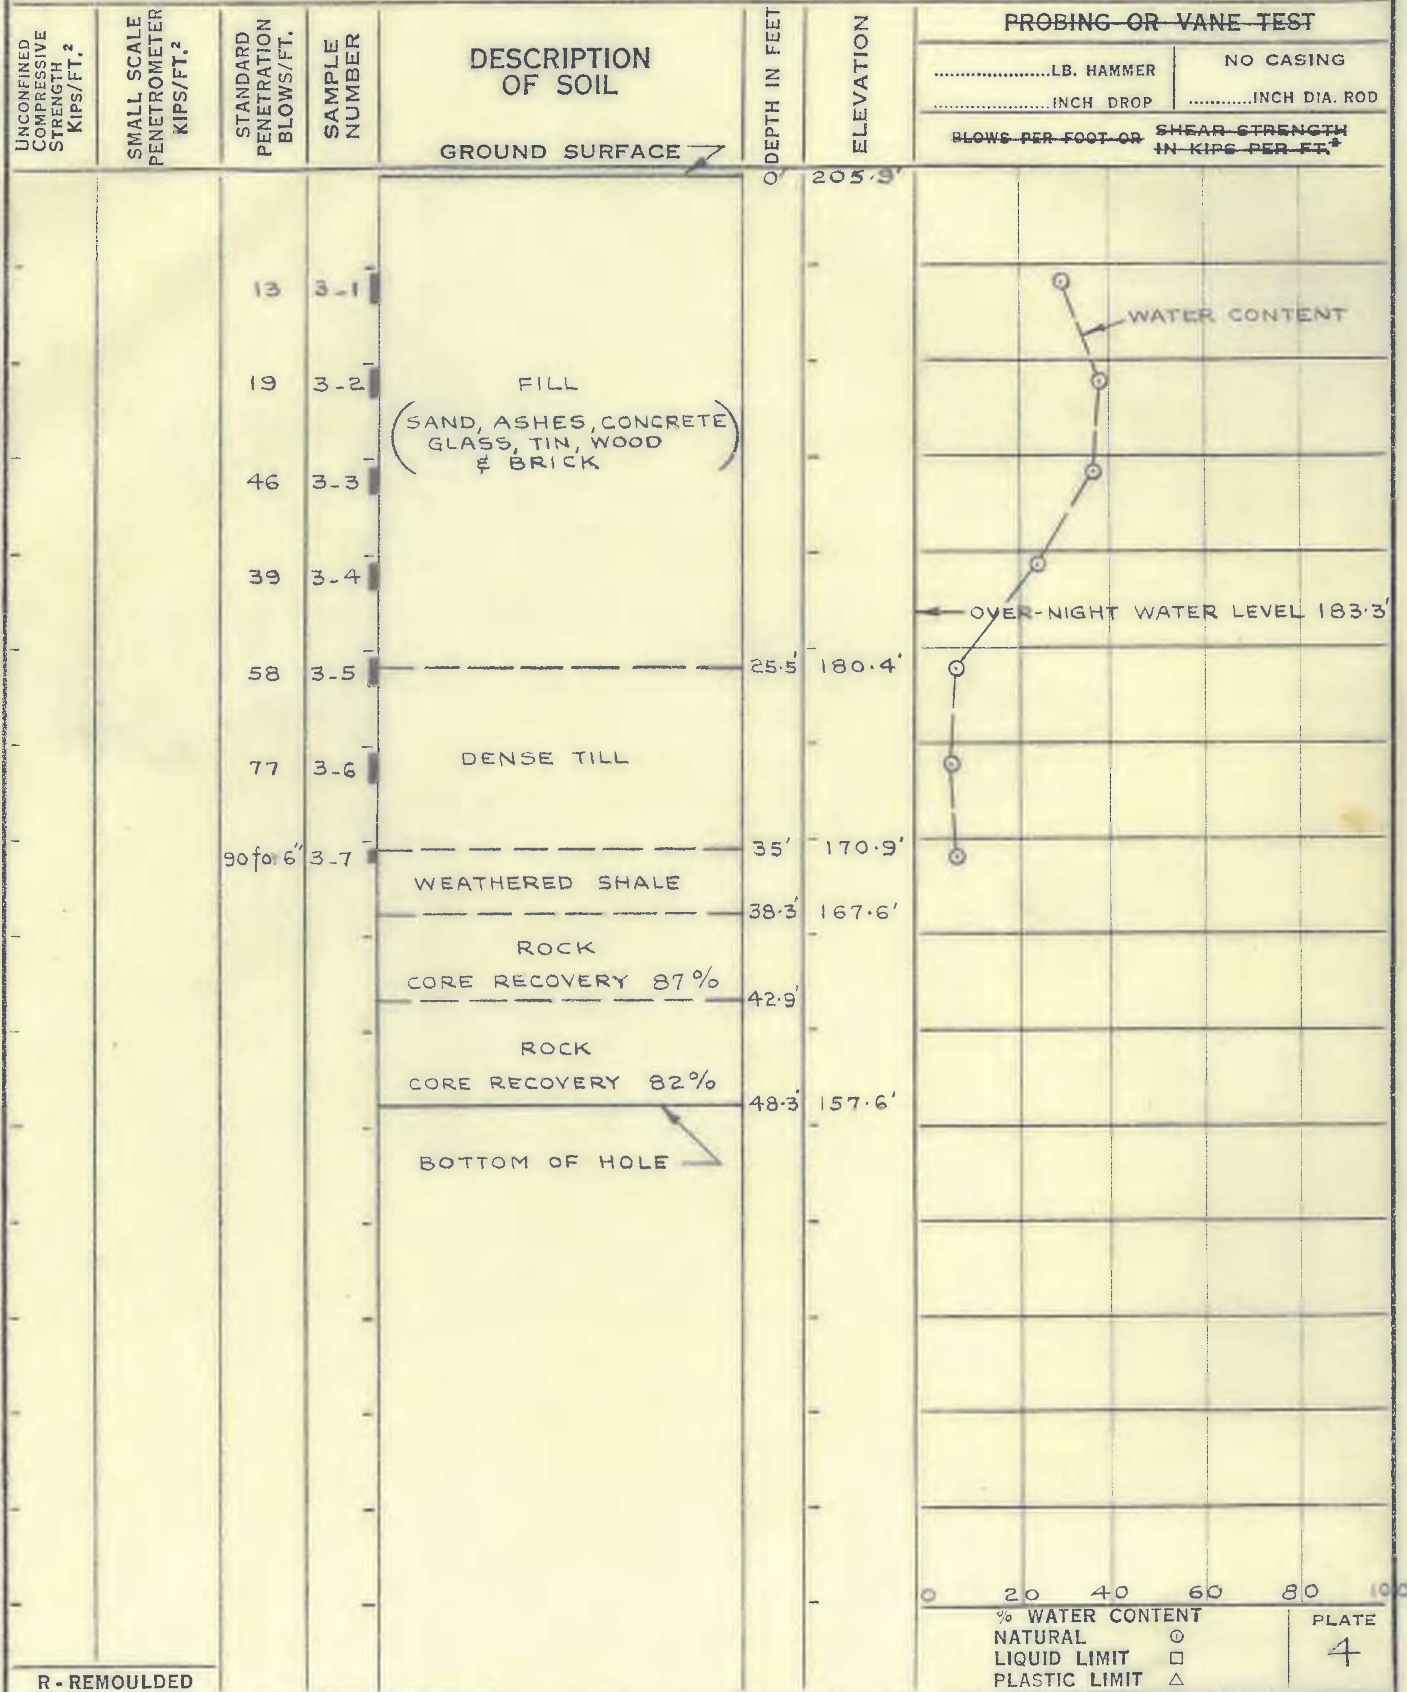 UNCONFINED
COMPRESSIVE
STRENGTH
KIPS/FT.²
SMALL SCALE
PENETROMETER
KIPS/FT.²
STANDARD
PENETRATION
BLOWS/FT.
SAMPLE
NUMBER
DESCRIPTION
OF SOIL
GROUND SURFACE
DEPTH IN FEET
ELEVATION
PROBING OR VANE TEST
....................LB. HAMMER
....................INCH DROP
NO CASING
............INCH DIA. ROD
BLOWS PER FOOT OR SHEAR STRENGTH
IN KIPS PER FT.²
0' 205.9'
13 3-1
WATER CONTENT
19 3-2 FILL
(SAND, ASHES, CONCRETE
GLASS, TIN, WOOD
& BRICK)
46 3-3
39 3-4
OVER-NIGHT WATER LEVEL 183.3'
58 3-5 25.5' 180.4'
77 3-6 DENSE TILL
90 for 6" 3-7 35' 170.9'
WEATHERED SHALE
38.3' 167.6'
ROCK
CORE RECOVERY 87%
42.9'
ROCK
CORE RECOVERY 82%
48.3' 157.6'
BOTTOM OF HOLE
0 20 40 60 80 100
% WATER CONTENT
NATURAL ⊙
LIQUID LIMIT □
PLASTIC LIMIT △
PLATE
4
R - REMOULDED